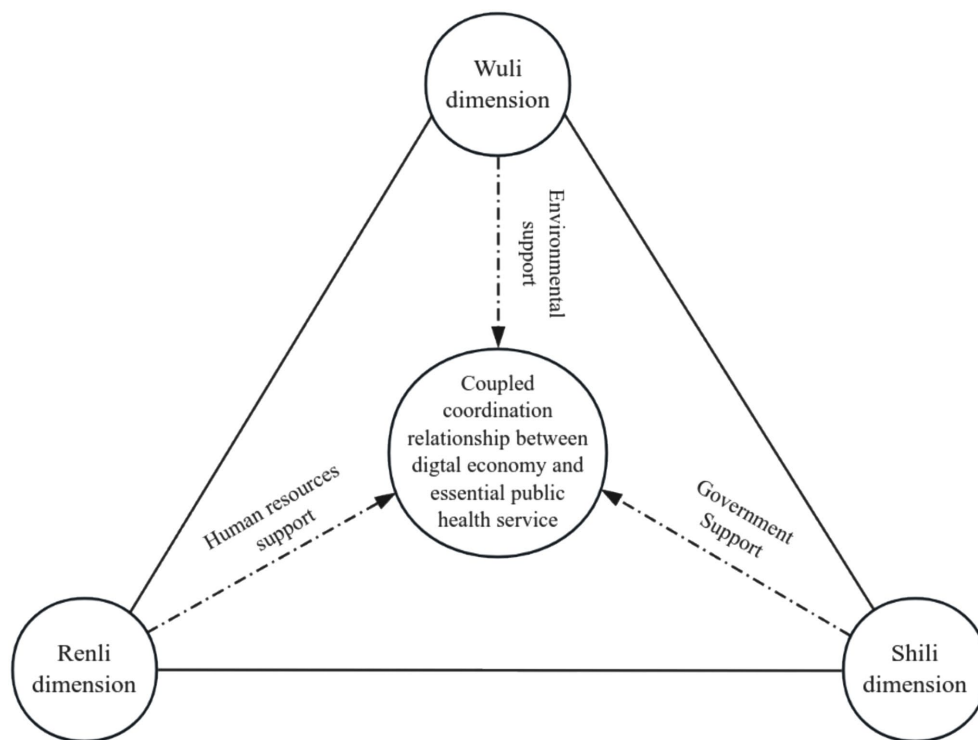 Wuli
dimension
Environmental
support
Coupled
coordination
relationship between
digtal economy and
essential public
health service
Human resources
support
Government
Support
Renli
dimension
Shili
dimension